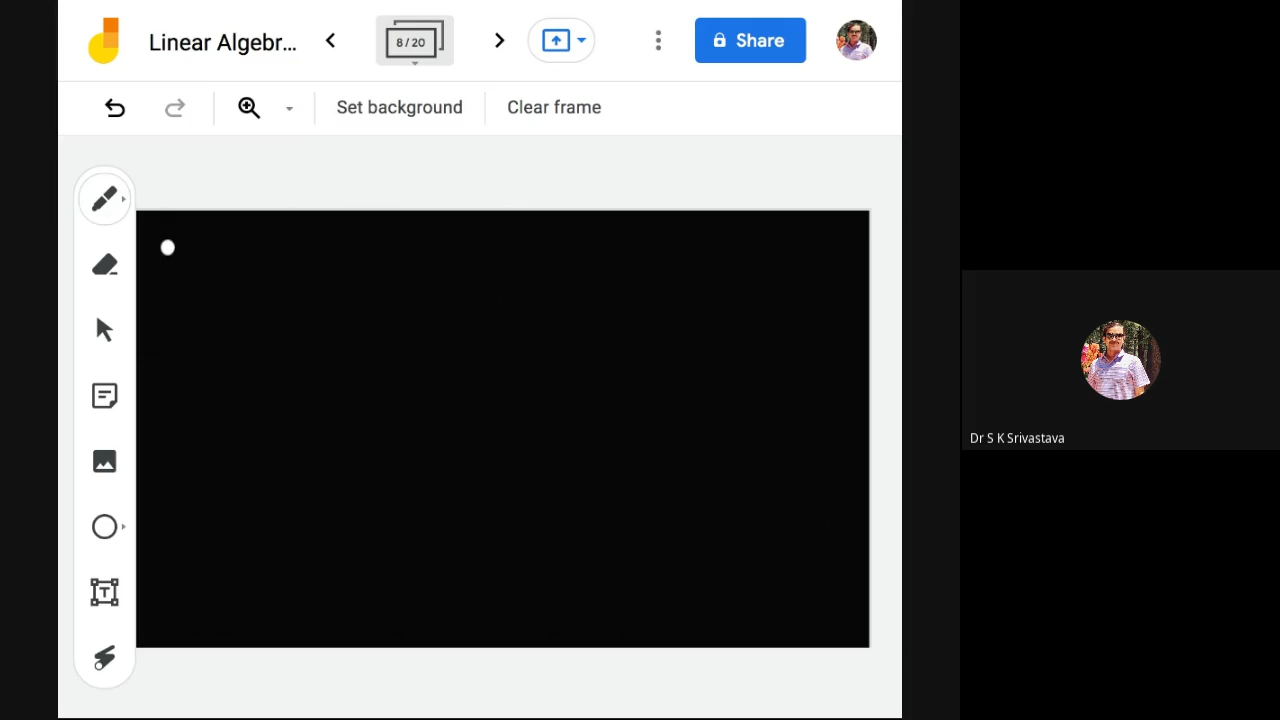 Linear Algebr...
8 / 20
Share
Set background
Clear frame
T
Dr S K Srivastava